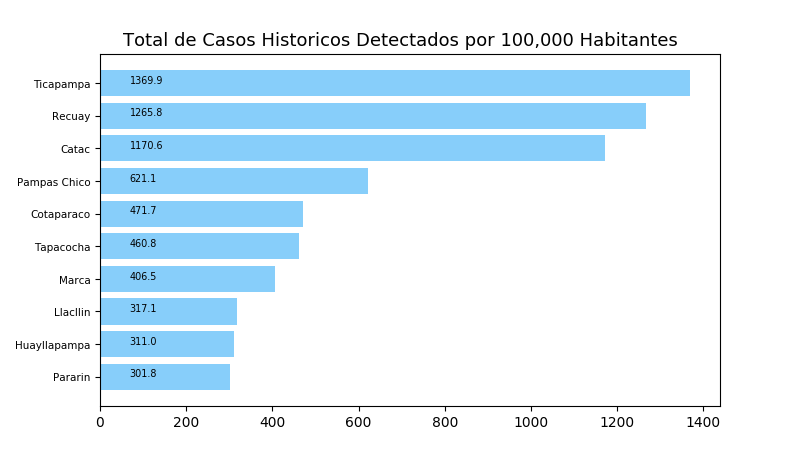 Total de Casos Historicos Detectados por 100,000 Habitantes
Ticapampa 1369.9
Recuay 1265.8
Catac 1170.6
Pampas Chico 621.1
Cotaparaco 471.7
Tapacocha 460.8
Marca 406.5
Llacllin 317.1
Huayllapampa 311.0
Pararin 301.8
0 200 400 600 800 1000 1200 1400